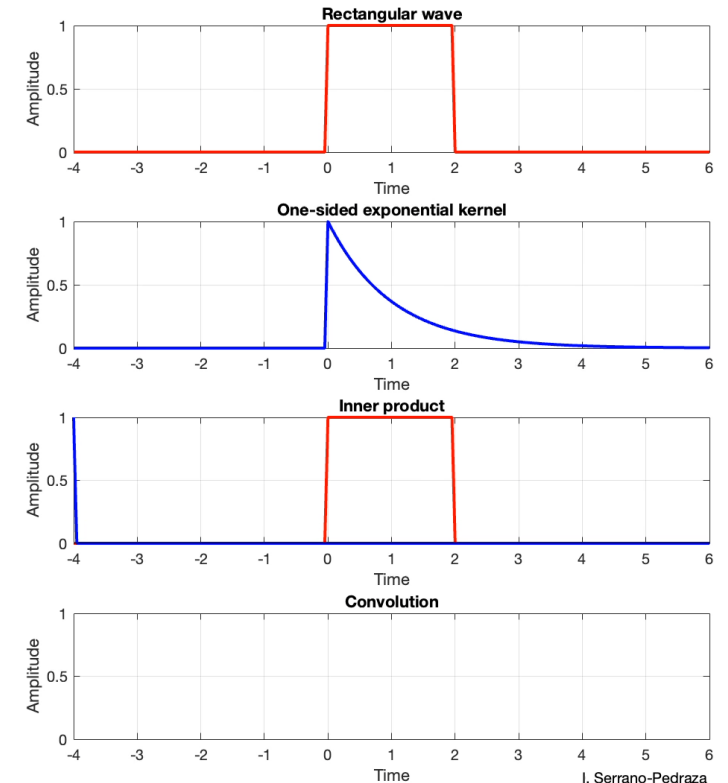 Rectangular wave
1
0.5
0
Amplitude
-4 -3 -2 -1 0 1 2 3 4 5 6
Time
One-sided exponential kernel
1
0.5
0
Amplitude
-4 -3 -2 -1 0 1 2 3 4 5 6
Time
Inner product
1
0.5
0
Amplitude
-4 -3 -2 -1 0 1 2 3 4 5 6
Time
Convolution
1
0.5
0
Amplitude
-4 -3 -2 -1 0 1 2 3 4 5 6
Time
I. Serrano-Pedraza